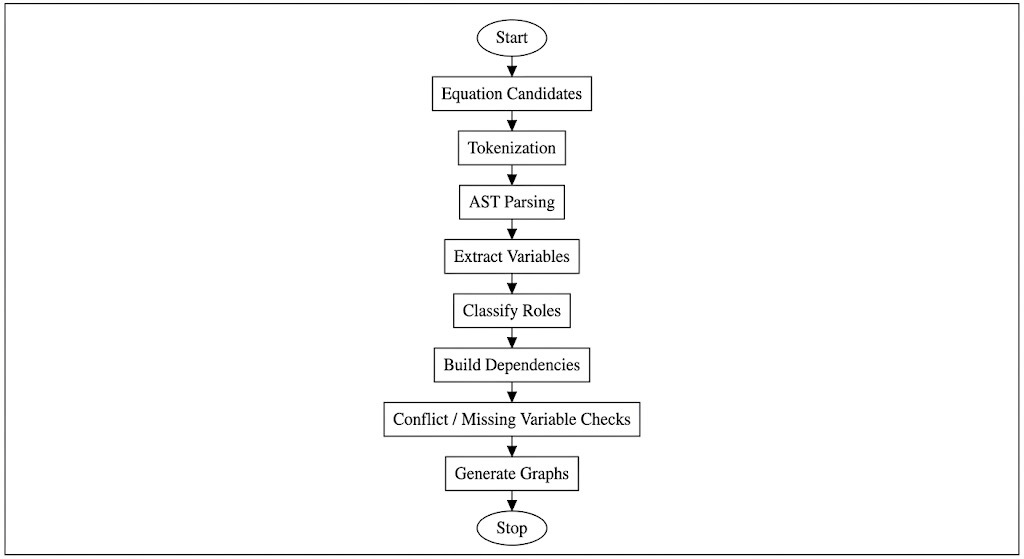 Start
Equation Candidates
Tokenization
AST Parsing
Extract Variables
Classify Roles
Build Dependencies
Conflict / Missing Variable Checks
Generate Graphs
Stop